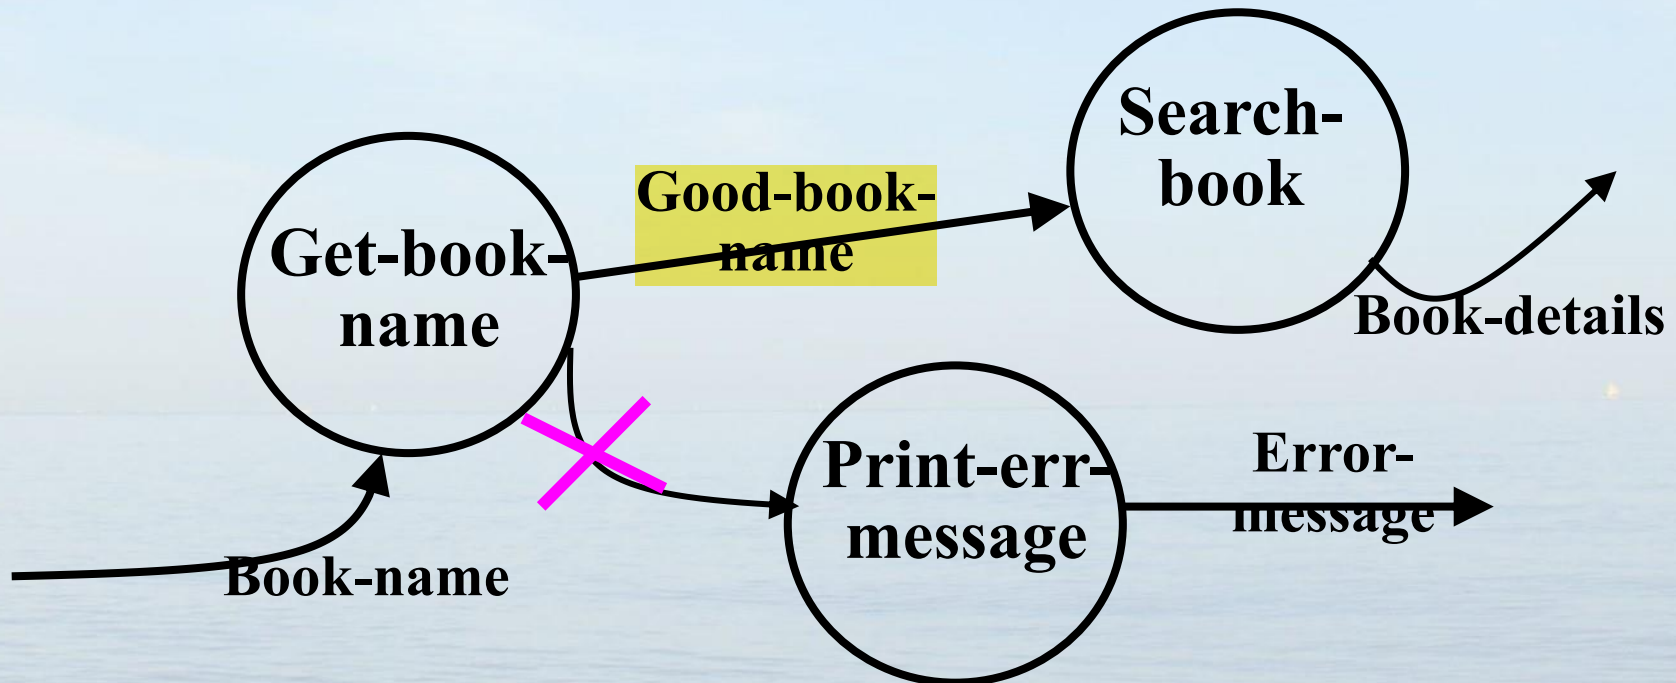 Search-
book
Good-book-
name
Get-book-
name
Book-details
Print-err-
message
Error-
message
Book-name